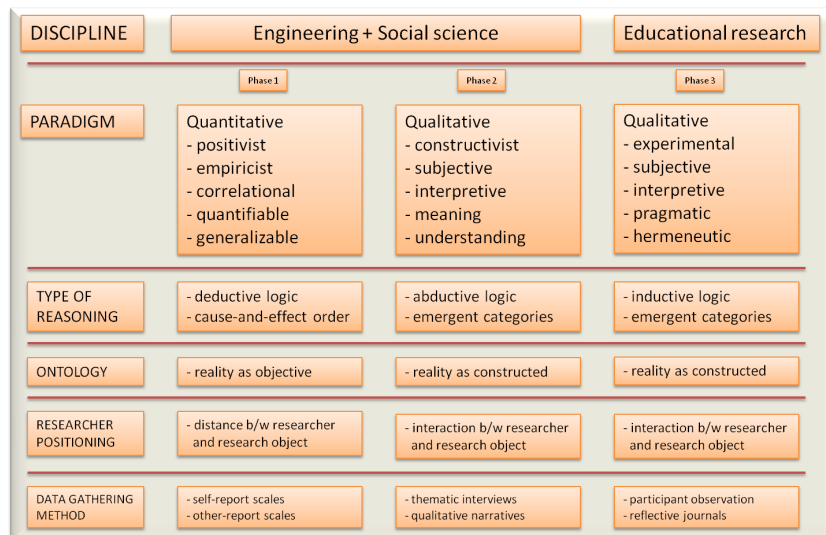 DISCIPLINE
Engineering + Social science
Educational research
Phase 1
Phase 2
Phase 3
PARADIGM
Quantitative
- positivist
- empiricist
- correlational
- quantifiable
- generalizable
Qualitative
- constructivist
- subjective
- interpretive
- meaning
- understanding
Qualitative
- experimental
- subjective
- interpretive
- pragmatic
- hermeneutic
TYPE OF
REASONING
- deductive logic
- cause-and-effect order
- abductive logic
- emergent categories
- inductive logic
- emergent categories
ONTOLOGY
- reality as objective
- reality as constructed
- reality as constructed
RESEARCHER
POSITIONING
- distance b/w researcher
and research object
- interaction b/w researcher
and research object
- interaction b/w researcher
and research object
DATA GATHERING
METHOD
- self-report scales
- other-report scales
- thematic interviews
- qualitative narratives
- participant observation
- reflective journals